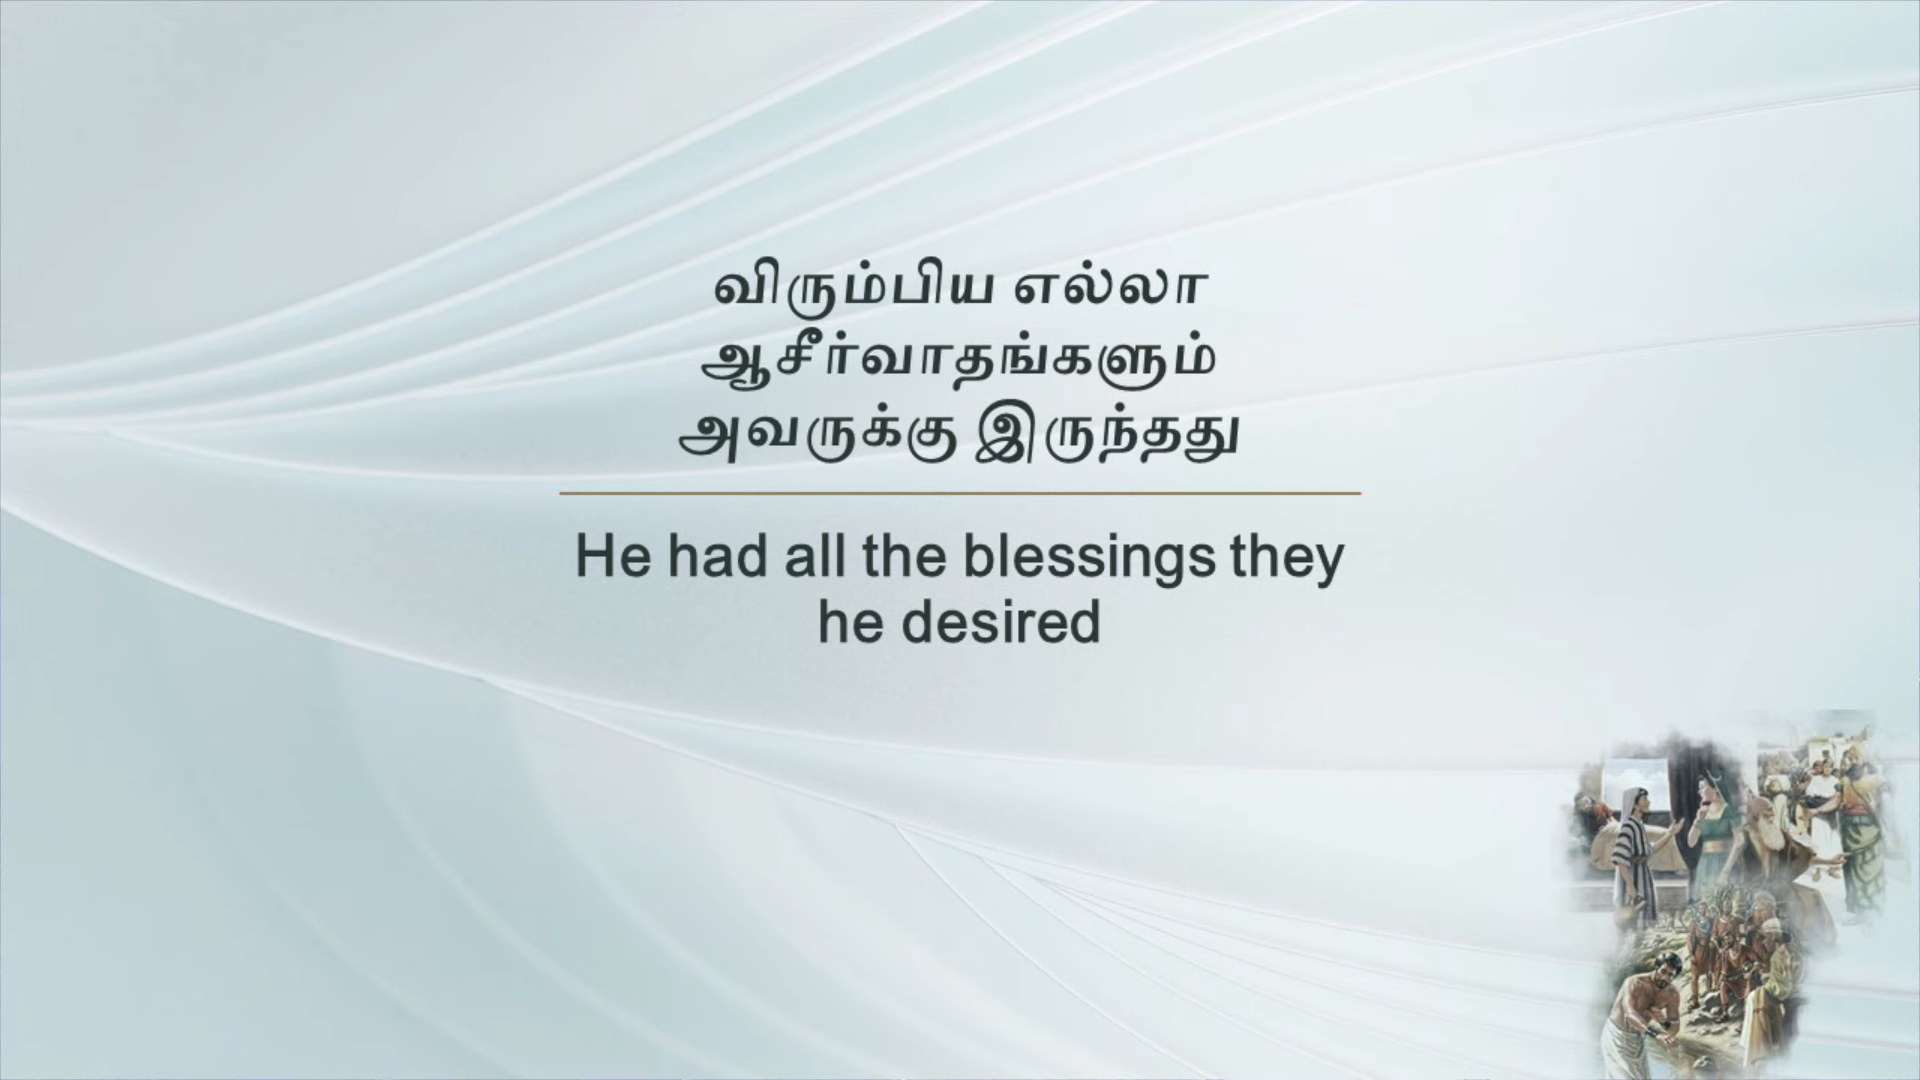 விரும்பிய எல்லா
ஆசீர்வாதங்களும்
அவருக்கு இருந்தது
He had all the blessings they
he desired